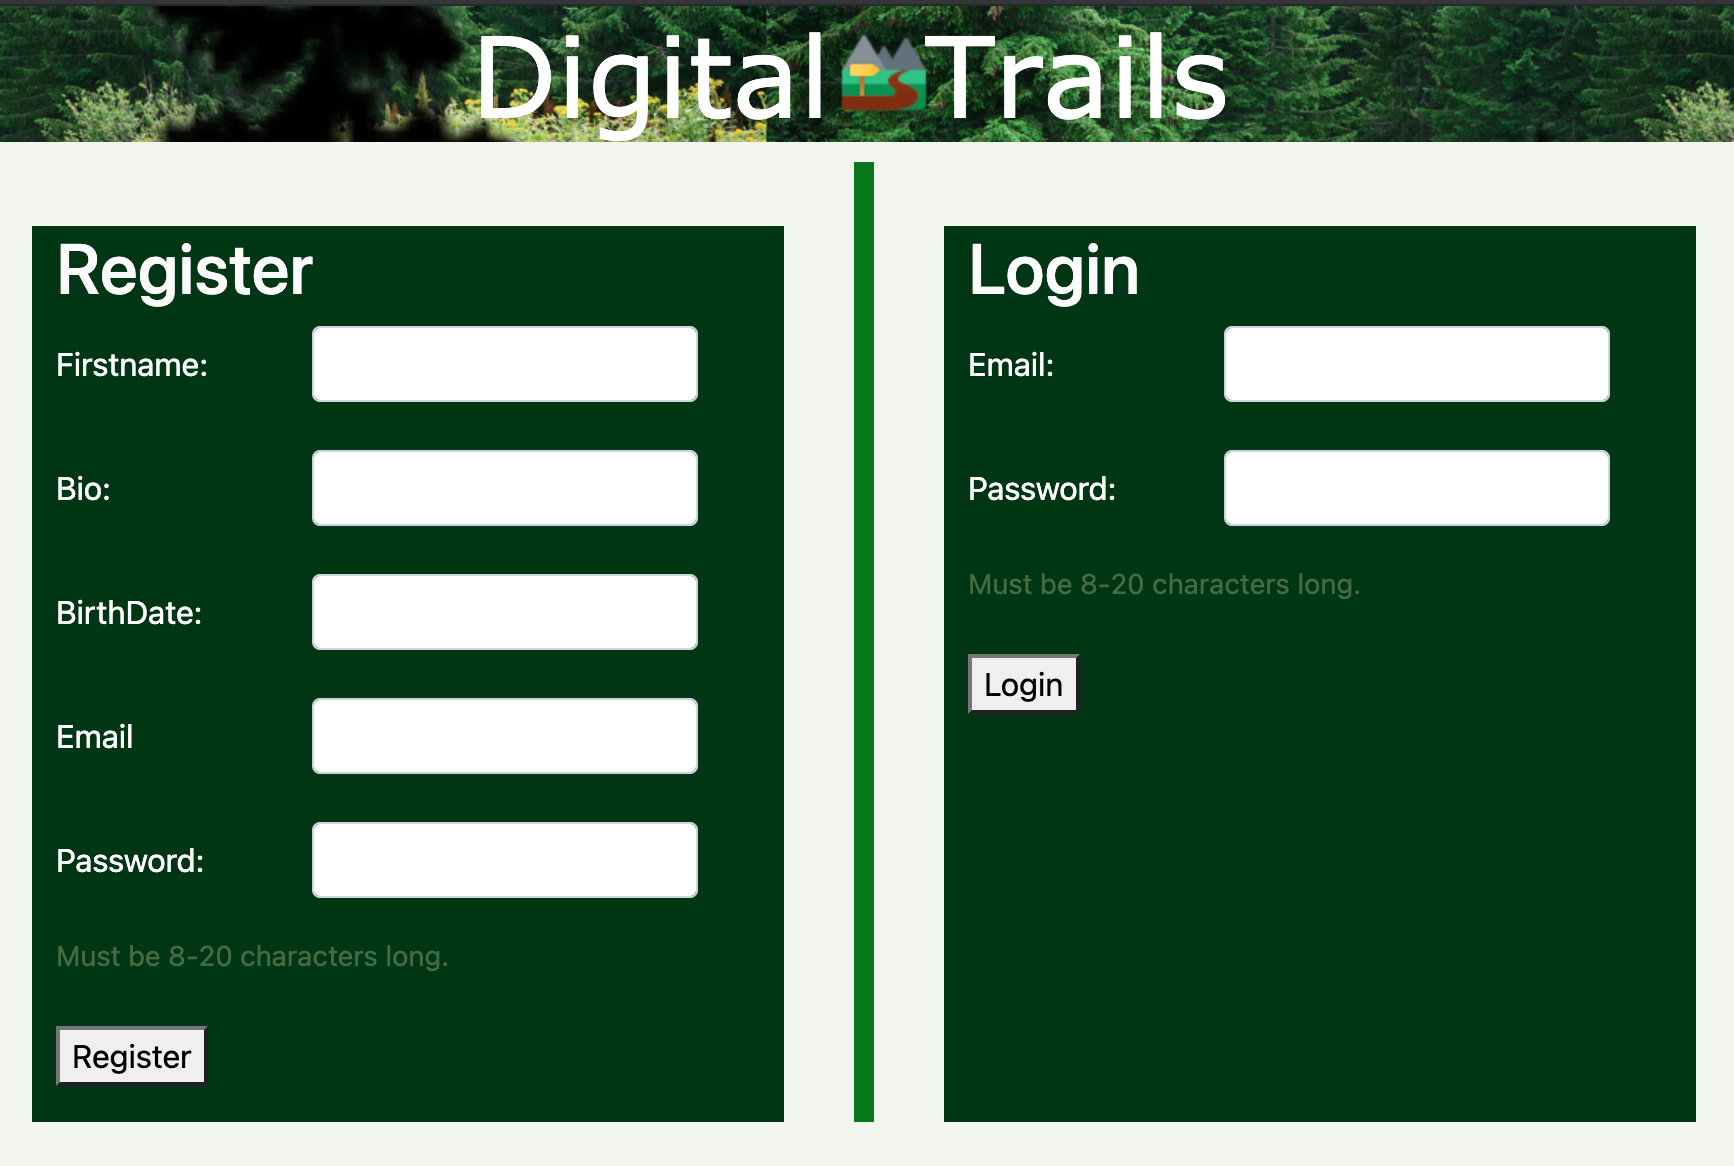 Digital Trails
Register
Firstname:
Bio:
BirthDate:
Email
Password:
Must be 8-20 characters long.
Register
Login
Email:
Password:
Must be 8-20 characters long.
Login